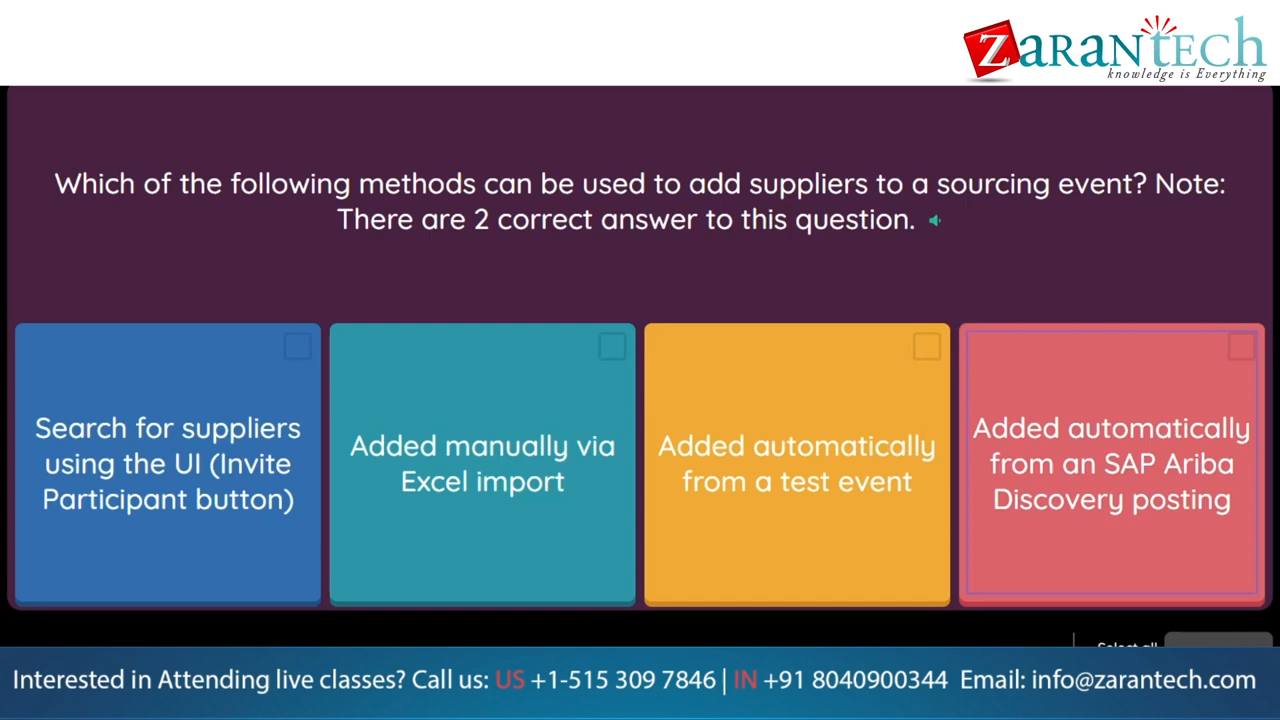 ZARANTECH
knowledge is Everything
Which of the following methods can be used to add suppliers to a sourcing event? Note:
There are 2 correct answer to this question.
Search for suppliers
using the UI (Invite
Participant button)
Added manually via
Excel import
Added automatically
from a test event
Added automatically
from an SAP Ariba
Discovery posting
Select all
Interested in Attending live classes? Call us: US +1-515 309 7846 | IN +91 8040900344 Email: info@zarantech.com